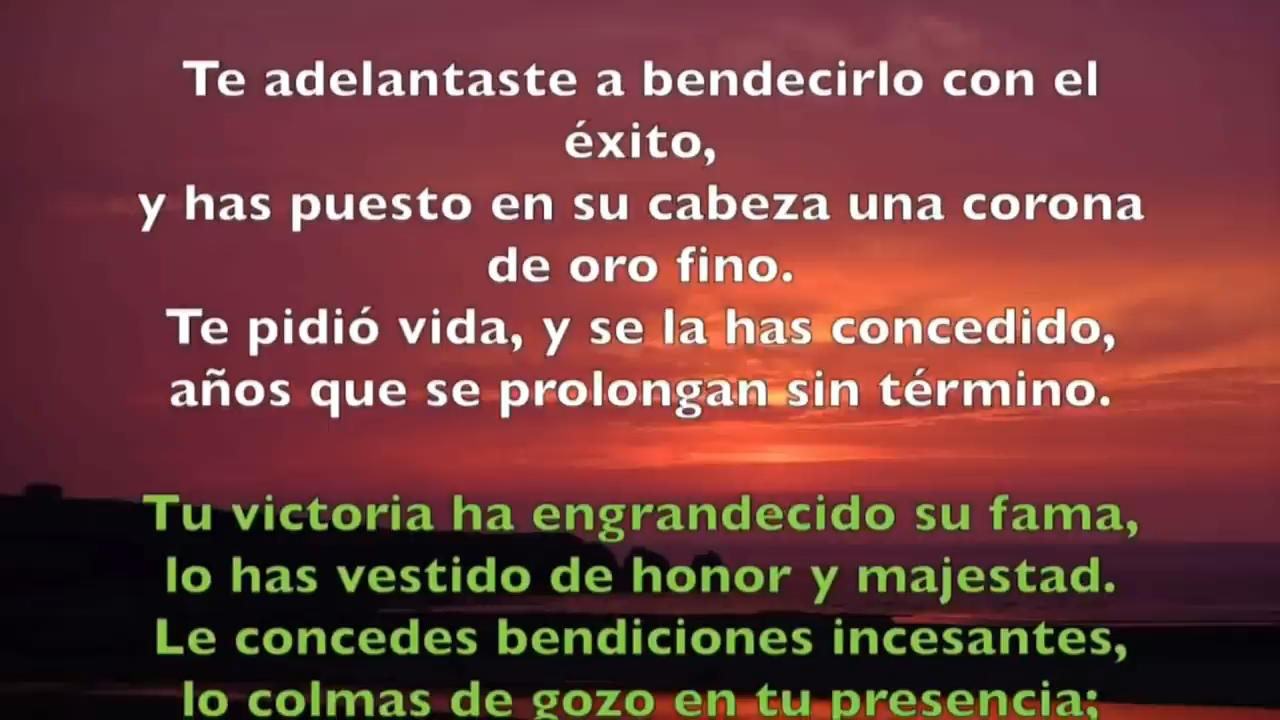 Te adelantaste a bendecirlo con el
éxito,
y has puesto en su cabeza una corona
de oro fino.
Te pidió vida, y se la has concedido,
años que se prolongan sin término.
Tu victoria ha engrandecido su fama,
lo has vestido de honor y majestad.
Le concedes bendiciones incesantes,
lo colmas de gozo en tu presencia;